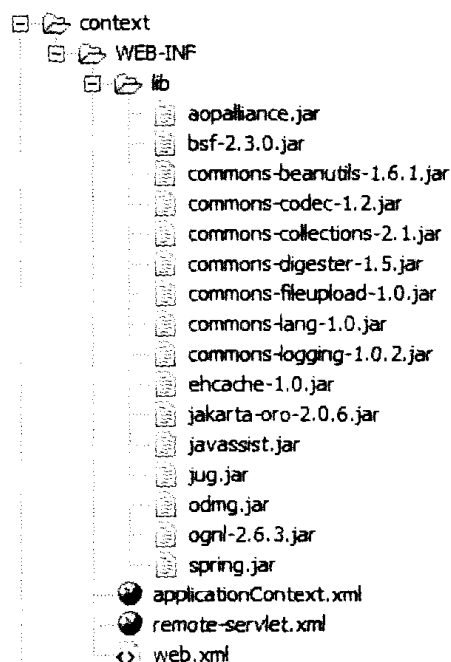 context
WEB-INF
lib
aopalliance.jar
bsf-2.3.0.jar
commons-beanutils-1.6.1.jar
commons-codec-1.2.jar
commons-collections-2.1.jar
commons-digester-1.5.jar
commons-fileupload-1.0.jar
commons-lang-1.0.jar
commons-logging-1.0.2.jar
ehcache-1.0.jar
jakarta-oro-2.0.6.jar
javassist.jar
jug.jar
odmg.jar
ognl-2.6.3.jar
spring.jar
applicationContext.xml
remote-servlet.xml
web.xml